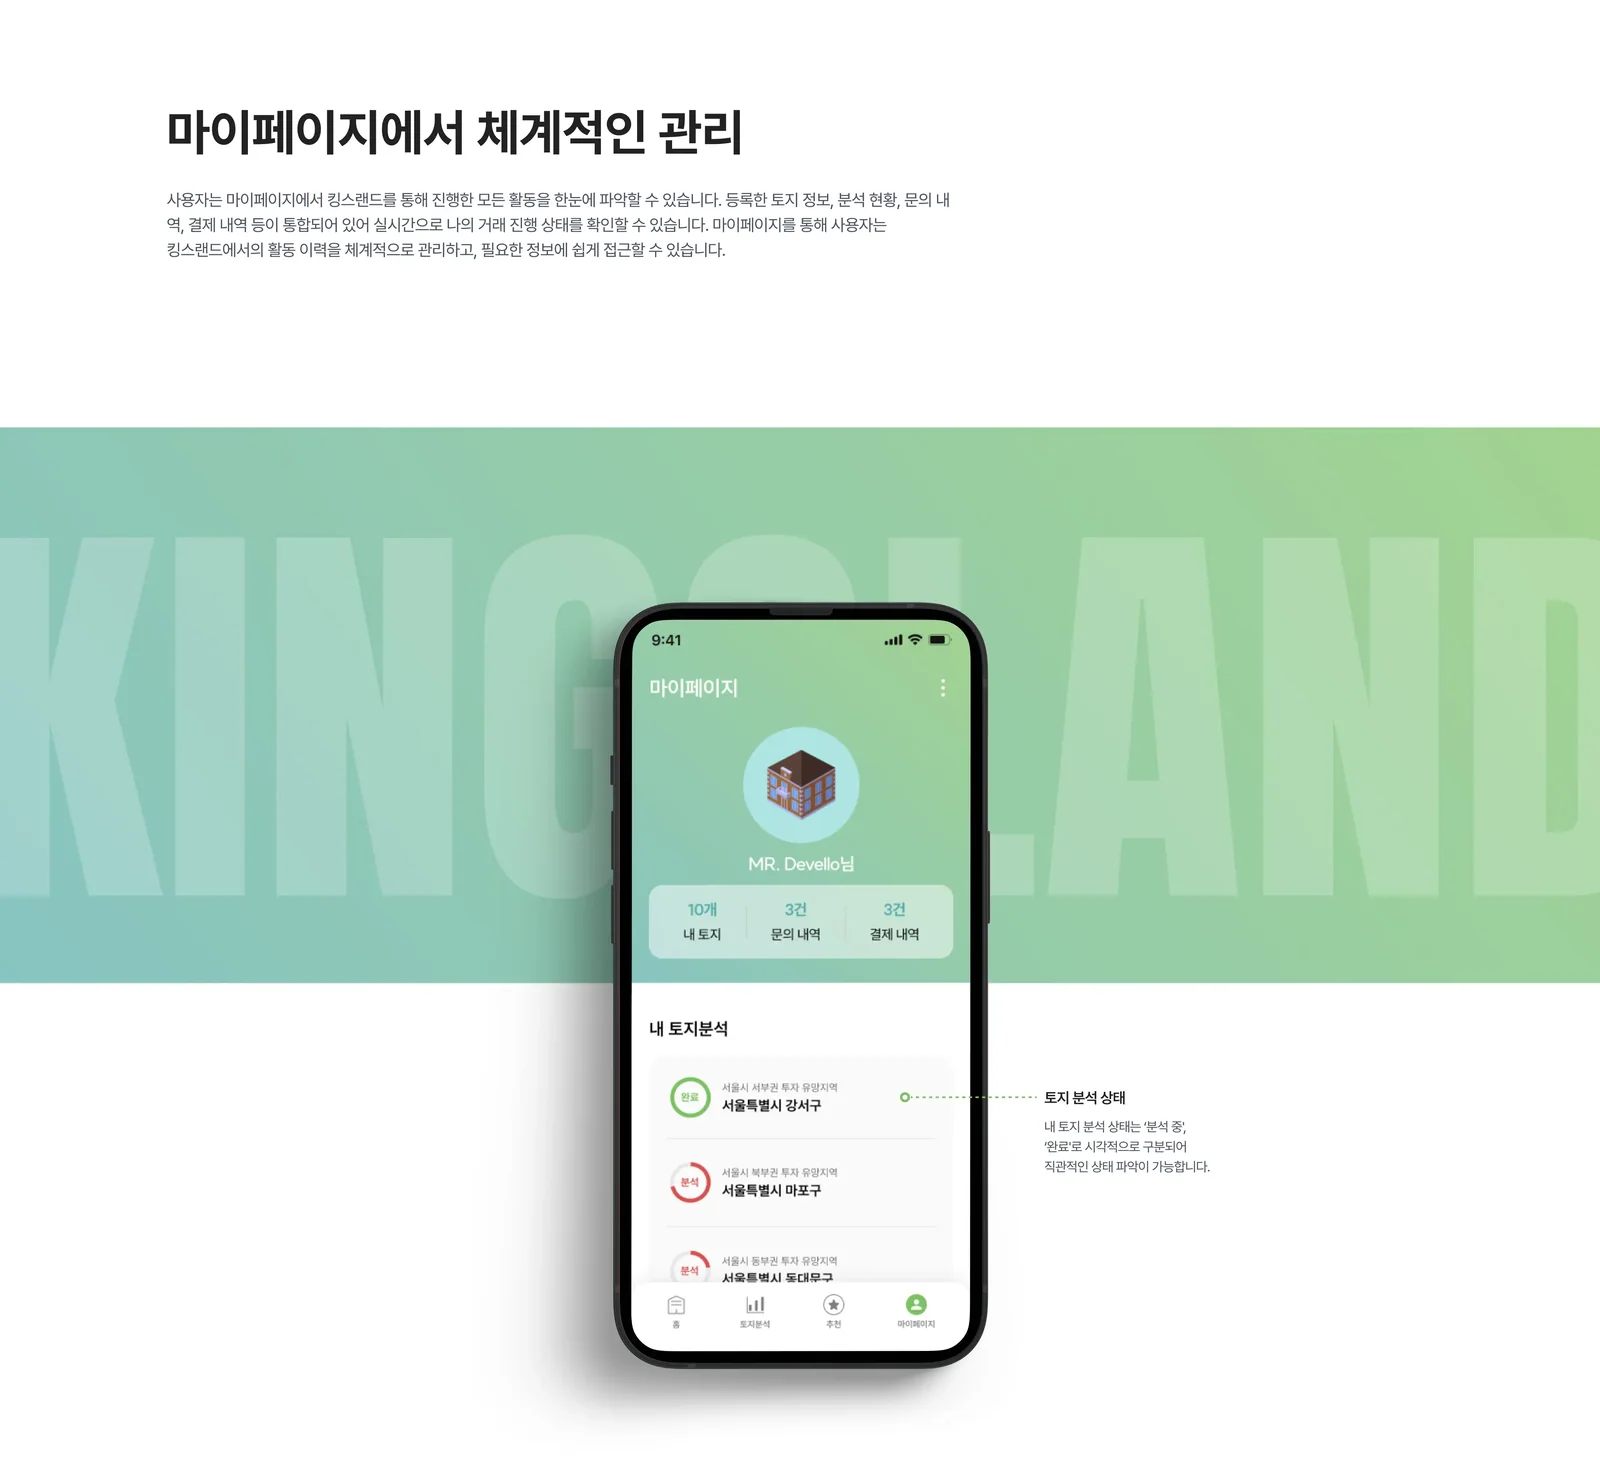 마이페이지에서 체계적인 관리
사용자는 마이페이지에서 킹스랜드를 통해 진행한 모든 활동을 한눈에 파악할 수 있습니다. 등록한 토지 정보, 분석 현황, 문의 내
역, 결제 내역 등이 통합되어 있어 실시간으로 나의 거래 진행 상태를 확인할 수 있습니다. 마이페이지를 통해 사용자는
킹스랜드에서의 활동 이력을 체계적으로 관리하고, 필요한 정보에 쉽게 접근할 수 있습니다.
KINGSLAND
9:41
마이페이지
MR. Devello님
10개 3건 3건
내 토지 문의 내역 결제 내역
내 토지분석
완료
서울시 서부권 투자 유망지역
서울특별시 강서구
분석
서울시 북부권 투자 유망지역
서울특별시 마포구
분석
서울시 동부권 투자 유망지역
서울특별시 동대문구
홈 토지분석 추천 마이페이지
토지 분석 상태
내 토지 분석 상태는 ‘분석 중’,
‘완료’로 시각적으로 구분되어
직관적인 상태 파악이 가능합니다.